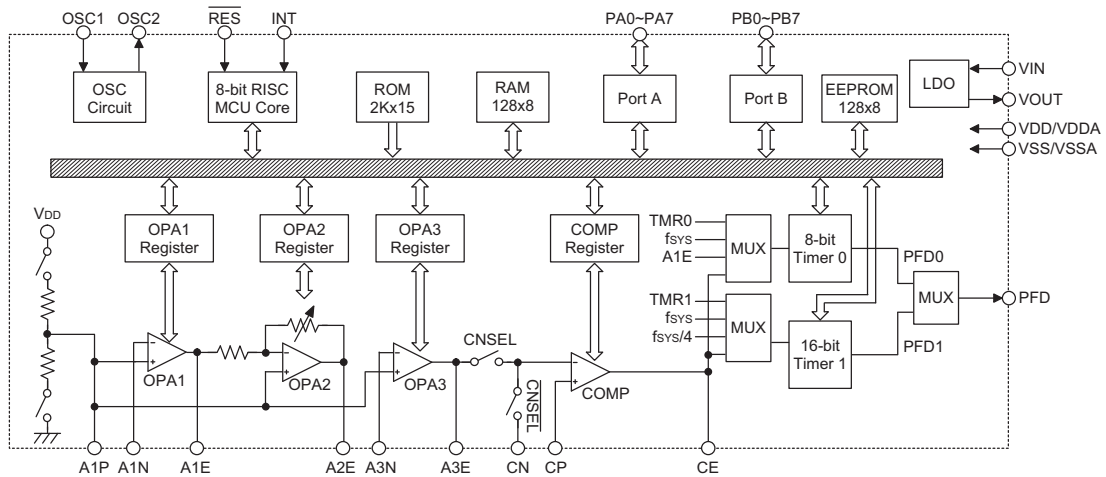 OSC1 OSC2 RES INT PA0~PA7 PB0~PB7
OSC
Circuit
8-bit RISC
MCU Core
ROM
2Kx15
RAM
128x8
Port A
Port B
EEPROM
128x8
LDO
VIN
VOUT
VDD/VDDA
VSS/VSSA
VDD
OPA1
Register
OPA2
Register
OPA3
Register
COMP
Register
TMR0
fSYS
A1E
MUX
8-bit
Timer 0
PFD0
MUX
PFD
TMR1
fSYS
fSYS/4
MUX
16-bit
Timer 1
PFD1
OPA1
OPA2
OPA3
CNSEL
CNSEL
COMP
A1P A1N A1E A2E A3N A3E CN CP CE